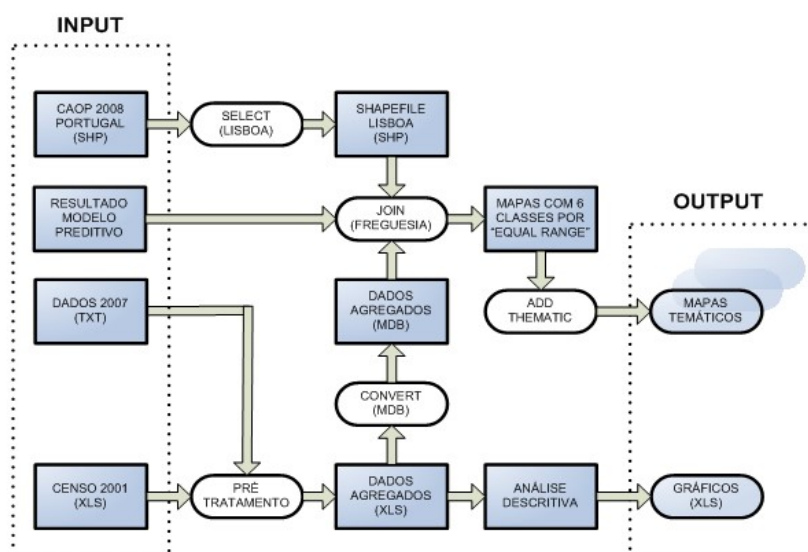 INPUT
CAOP 2008
PORTUGAL
(SHP)
SELECT
(LISBOA)
SHAPEFILE
LISBOA
(SHP)
RESULTADO
MODELO
PREDITIVO
JOIN
(FREGUESIA)
MAPAS COM 6
CLASSES POR
“EQUAL RANGE”
OUTPUT
DADOS 2007
(TXT)
DADOS
AGREGADOS
(MDB)
ADD
THEMATIC
MAPAS
TEMÁTICOS
CONVERT
(MDB)
CENSO 2001
(XLS)
PRÉ
TRATAMENTO
DADOS
AGREGADOS
(XLS)
ANÁLISE
DESCRITIVA
GRÁFICOS
(XLS)